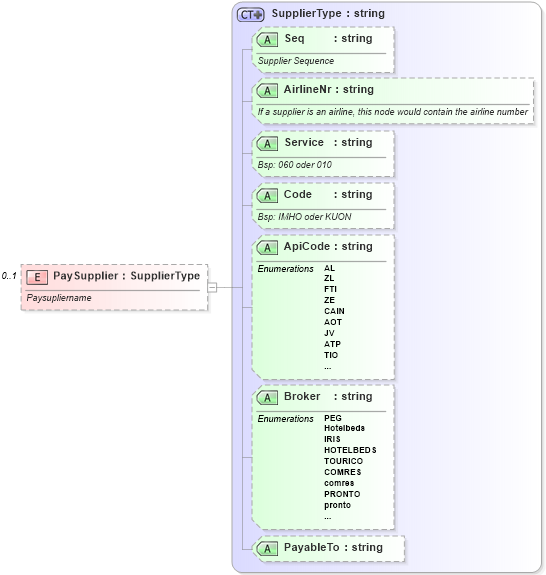 CT SupplierType : string
A Seq : string
Supplier Sequence
A AirlineNr : string
If a supplier is an airline, this node would contain the airline number
A Service : string
Bsp: 060 oder 010
A Code : string
Bsp: IMHO oder KUON
A ApiCode : string
Enumerations AL
ZL
FTI
ZE
CAIN
AOT
JV
ATP
TIO
...
0..1 E PaySupplier : SupplierType
Paysupliername
A Broker : string
Enumerations PEG
Hotelbeds
IRIS
HOTELBEDS
TOURICO
COMRES
comres
PRONTO
pronto
...
A PayableTo : string